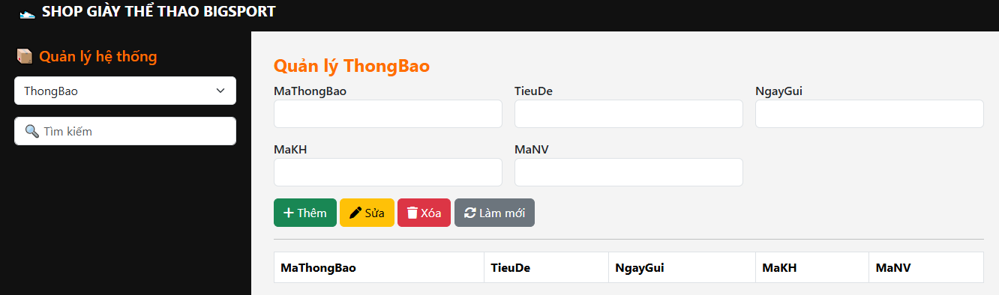 SHOP GIÀY THỂ THAO BIGSPORT
Quản lý hệ thống
ThongBao
Tìm kiếm
Quản lý ThongBao
MaThongBao TieuDe NgayGui
MaKH MaNV
Thêm Sửa Xóa Làm mới
MaThongBao TieuDe NgayGui MaKH MaNV